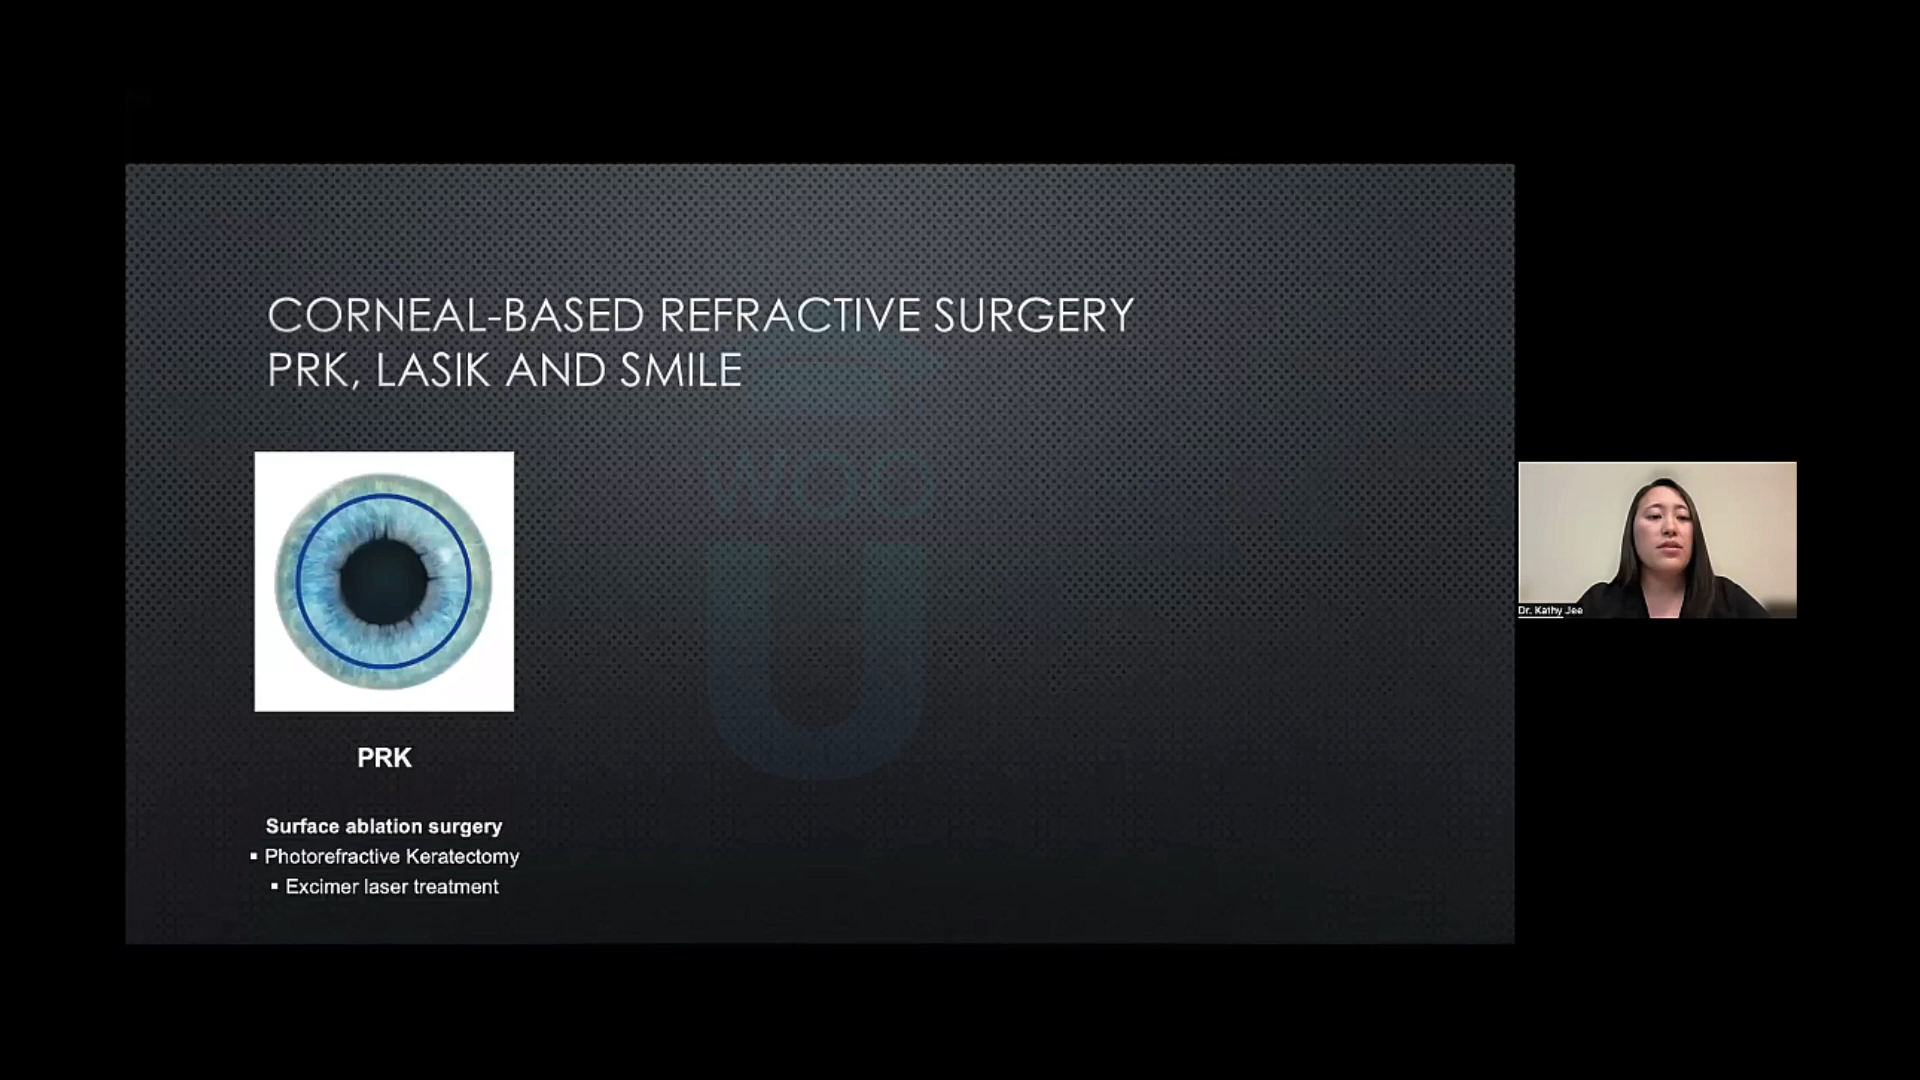 CORNEAL-BASED REFRACTIVE SURGERY
PRK, LASIK AND SMILE
WOO
U
PRK
Surface ablation surgery
▪ Photorefractive Keratectomy
▪ Excimer laser treatment
Dr. Kathy Jee